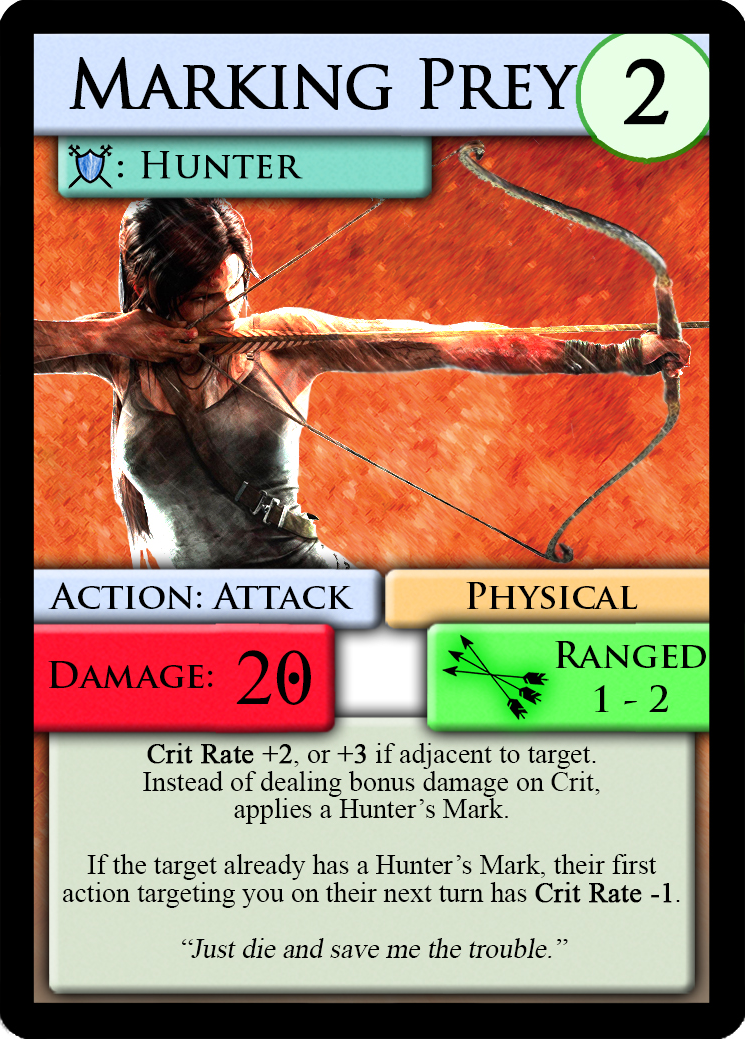 Marking Prey
2
: Hunter
Action: Attack
Physical
Damage: 20
Ranged
1 - 2
Crit Rate +2, or +3 if adjacent to target.
Instead of dealing bonus damage on Crit,
applies a Hunter's Mark.
If the target already has a Hunter's Mark, their first
action targeting you on their next turn has Crit Rate -1.
“Just die and save me the trouble.”